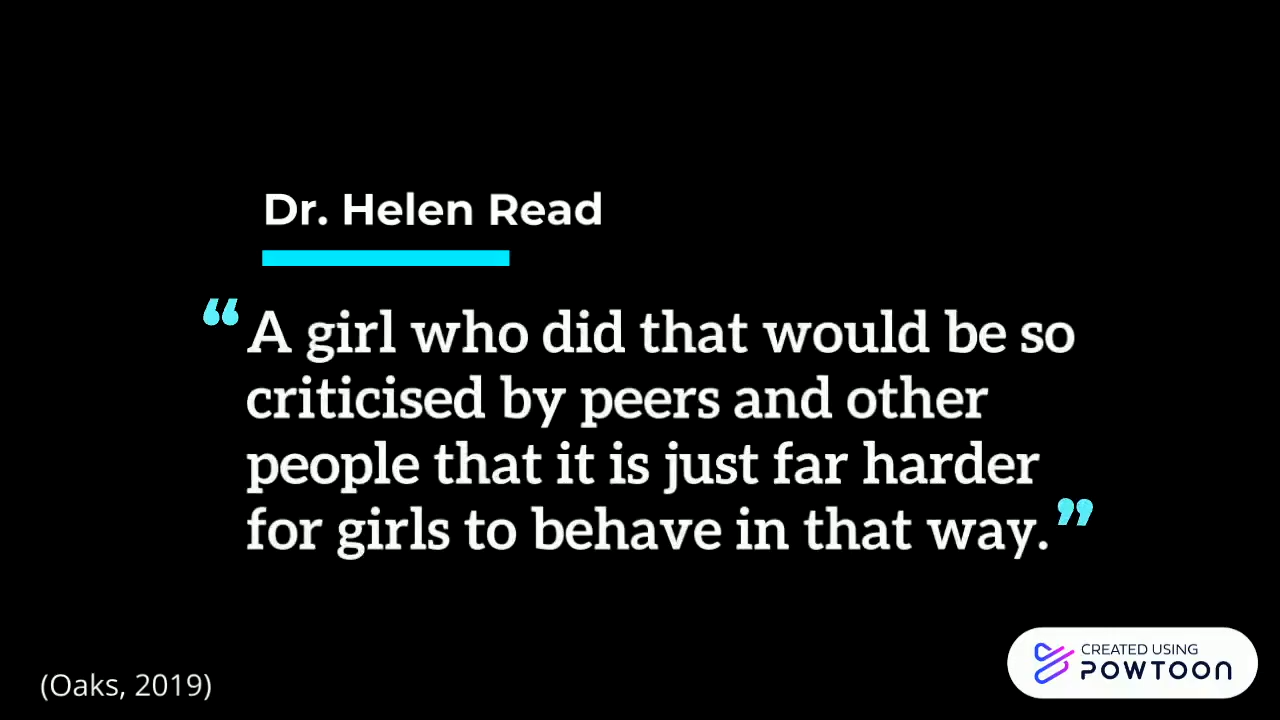 Dr. Helen Read
“A girl who did that would be so
criticised by peers and other
people that it is just far harder
for girls to behave in that way.”
(Oaks, 2019)
CREATED USING
POWTOON